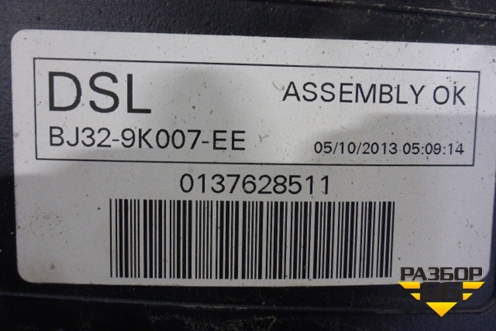 DSL
ASSEMBLY OK
BJ32-9K007-EE
05/10/2013 05:09:14
0137628511
РАЗБОР